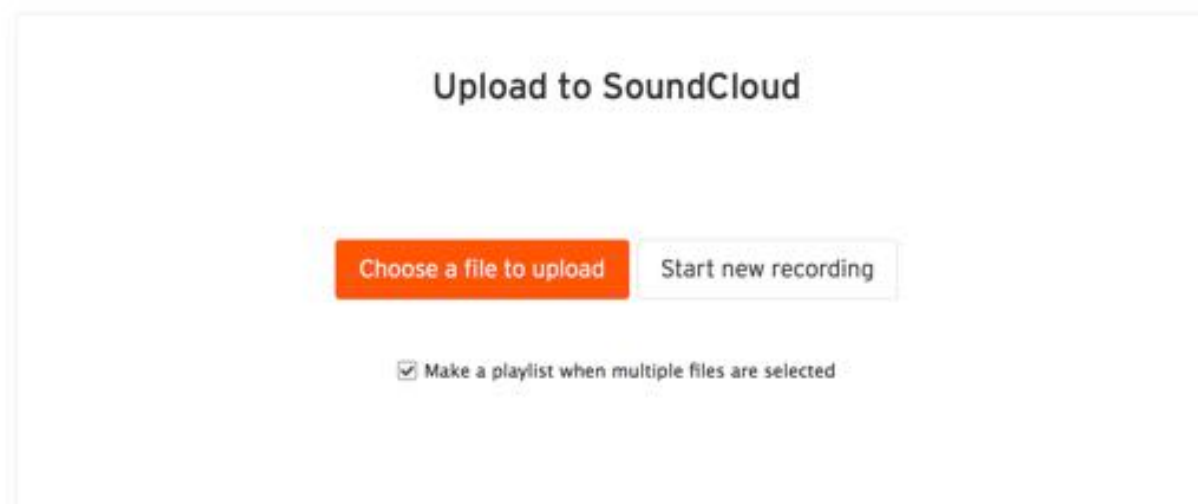 Upload to SoundCloud
Choose a file to upload
Start new recording
Make a playlist when multiple files are selected